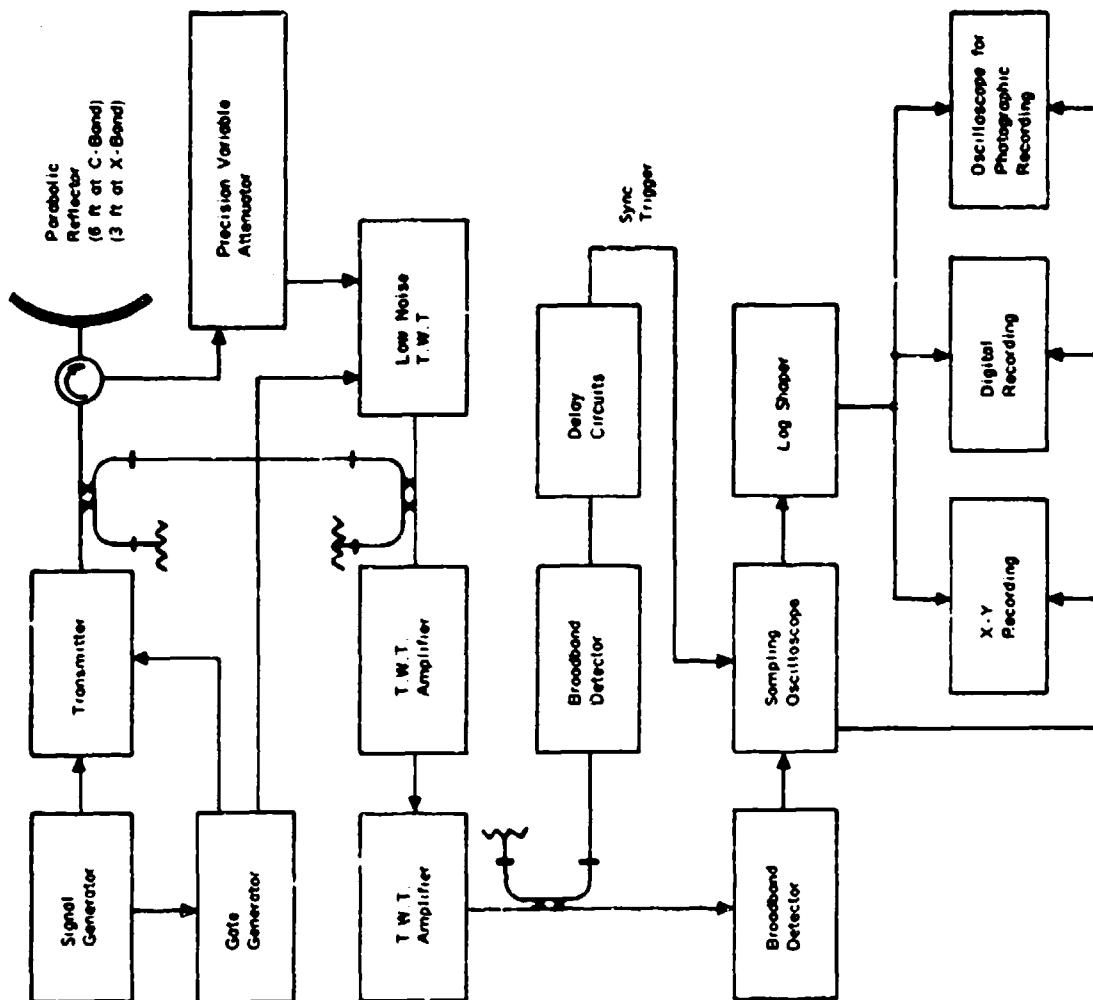 Parabolic
Reflector
(6 ft at C-Band)
(3 ft at X-Band)
Signal
Generator
Transmitter
Gate
Generator
Precision Variable
Attenuator
Low Noise
T.W.T
T.W.T.
Amplifier
T.W.T.
Amplifier
Broadband
Detector
Delay
Circuits
Sync
Trigger
Broadband
Detector
Sampling
Oscilloscope
Log Shaper
X-Y
Recording
Digital
Recording
Oscilloscope for
Photographic
Recording